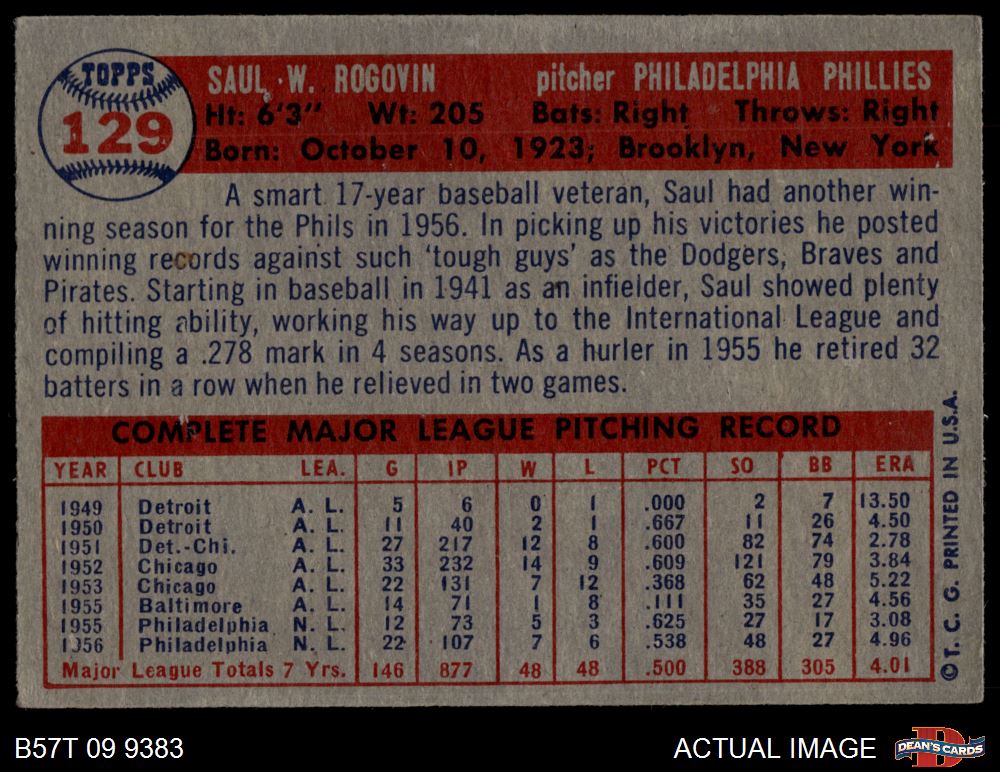 TOPPS
129
SAUL W. ROGOVIN pitcher PHILADELPHIA PHILLIES
Ht: 6'3" Wt: 205 Bats: Right Throws: Right
Born: October 10, 1923; Brooklyn, New York
A smart 17-year baseball veteran, Saul had another win-
ning season for the Phils in 1956. In picking up his victories he posted
winning records against such 'tough guys' as the Dodgers, Braves and
Pirates. Starting in baseball in 1941 as an infielder, Saul showed plenty
of hitting ability, working his way up to the International League and
compiling a .278 mark in 4 seasons. As a hurler in 1955 he retired 32
batters in a row when he relieved in two games.
COMPLETE MAJOR LEAGUE PITCHING RECORD
YEAR CLUB LEA. G IP W L PCT SO BB ERA
1949 Detroit A. L. 5 6 0 1 .000 2 7 13.50
1950 Detroit A. L. 11 40 2 1 .667 11 26 4.50
1951 Det.-Chi. A. L. 27 217 12 8 .600 82 74 2.78
1952 Chicago A. L. 33 232 14 9 .609 121 79 3.84
1953 Chicago A. L. 22 131 7 12 .368 62 48 5.22
1955 Baltimore A. L. 14 71 1 8 .111 35 27 4.56
1955 Philadelphia N. L. 12 73 5 3 .625 27 17 3.08
1956 Philadelphia N. L. 22 107 7 6 .538 48 27 4.96
Major League Totals 7 Yrs. 146 877 48 48 .500 388 305 4.01
©T. C. G. PRINTED IN U.S.A.
B57T 09 9383
ACTUAL IMAGE
DEAN'S CARDS